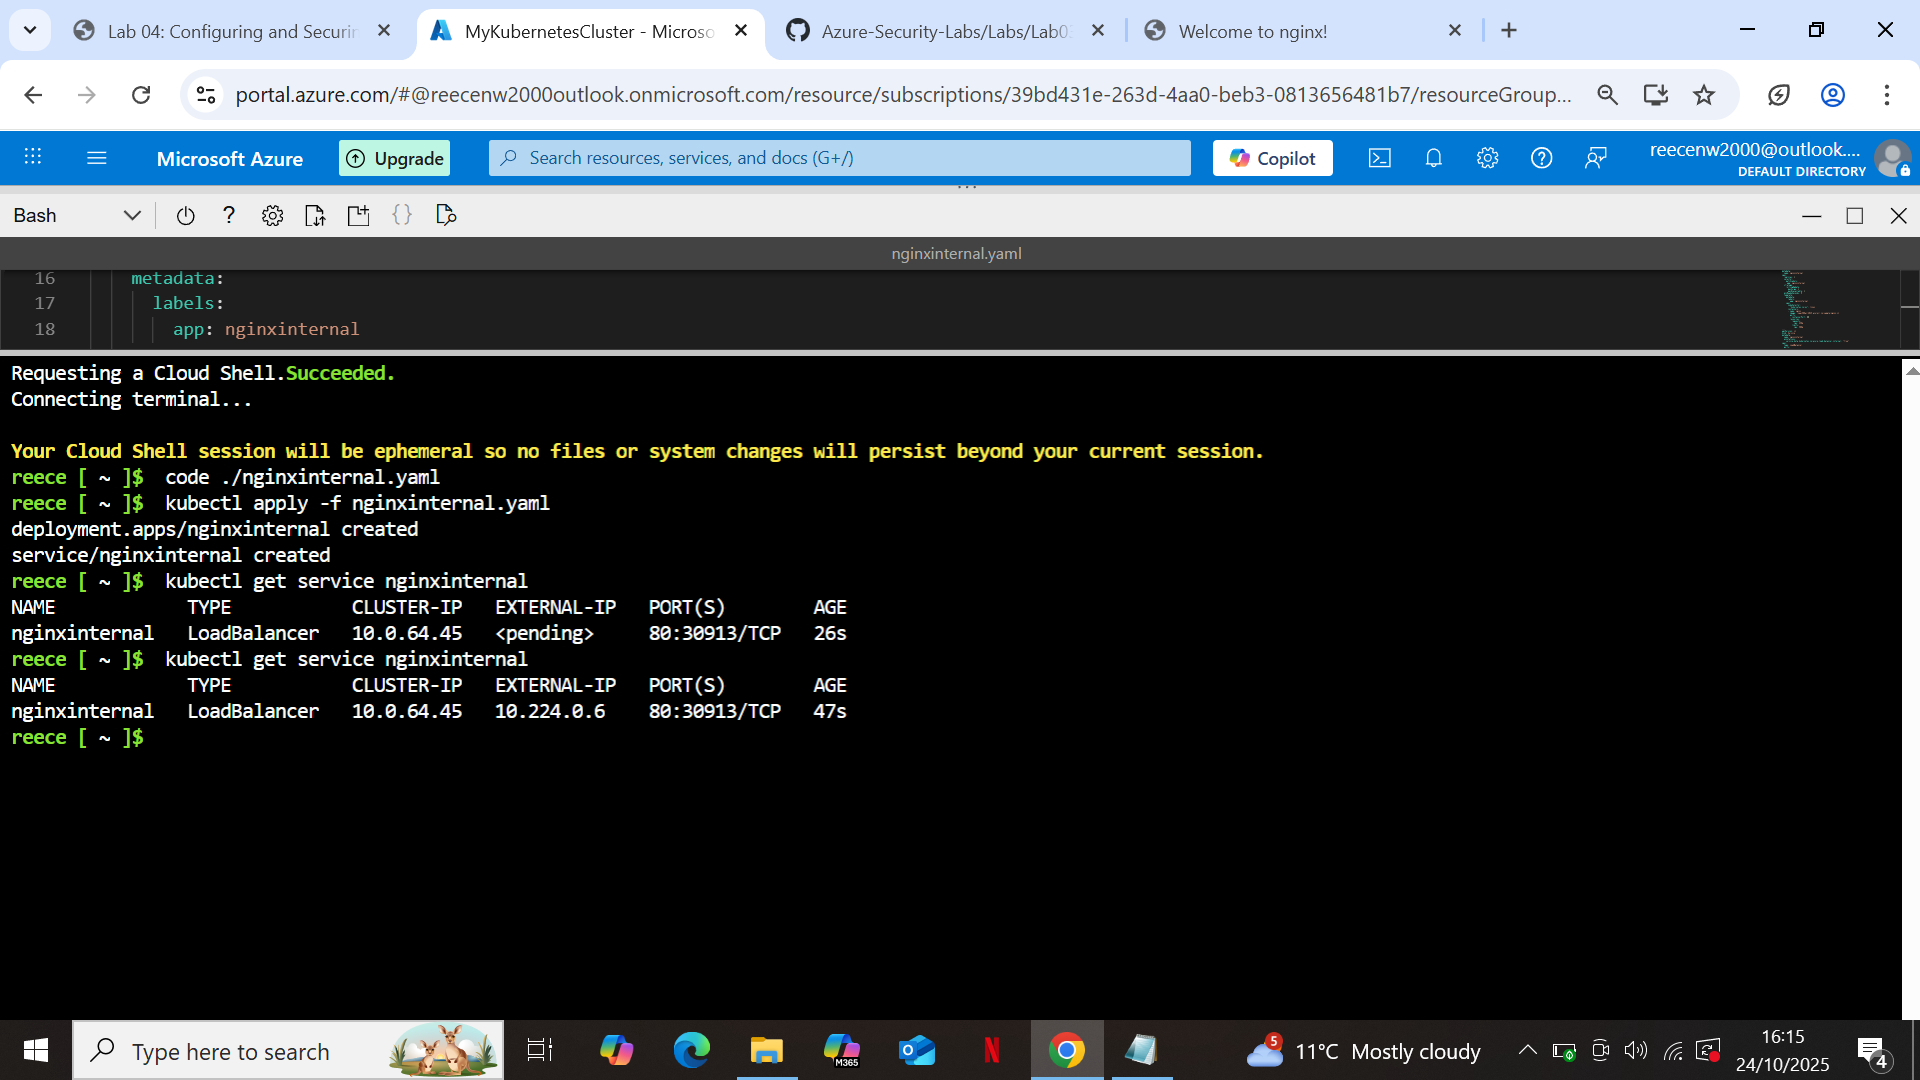 Lab 04: Configuring and Securin
MyKubernetesCluster - Microso
Azure-Security-Labs/Labs/Lab03
Welcome to nginx!
portal.azure.com/#@reecenw2000outlook.onmicrosoft.com/resource/subscriptions/39bd431e-263d-4aa0-beb3-0813656481b7/resourceGroup...
Microsoft Azure
Upgrade
Search resources, services, and docs (G+/)
Copilot
reecenw2000@outlook....
DEFAULT DIRECTORY
Bash
nginxinternal.yaml
16 metadata:
17 labels:
18 app: nginxinternal
Requesting a Cloud Shell.Succeeded.
Connecting terminal...
Your Cloud Shell session will be ephemeral so no files or system changes will persist beyond your current session.
reece [ ~ ]$ code ./nginxinternal.yaml
reece [ ~ ]$ kubectl apply -f nginxinternal.yaml
deployment.apps/nginxinternal created
service/nginxinternal created
reece [ ~ ]$ kubectl get service nginxinternal
NAME TYPE CLUSTER-IP EXTERNAL-IP PORT(S) AGE
nginxinternal LoadBalancer 10.0.64.45 <pending> 80:30913/TCP 26s
reece [ ~ ]$ kubectl get service nginxinternal
NAME TYPE CLUSTER-IP EXTERNAL-IP PORT(S) AGE
nginxinternal LoadBalancer 10.0.64.45 10.224.0.6 80:30913/TCP 47s
reece [ ~ ]$
Type here to search
M365
5
11°C Mostly cloudy
16:15
24/10/2025
4